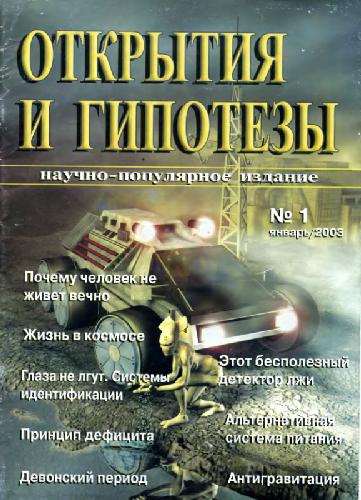 ОТКРЫТИЯ
И ГИПОТЕЗЫ
научно-популярное издание
№ 1
январь/2003
Почему человек не
живет вечно
Жизнь в космосе
Глаза не лгут. Системы
идентификации
Принцип дефицита
Девонский период
Этот бесполезный
детектор лжи
Альтернативная
система питания
Антигравитация